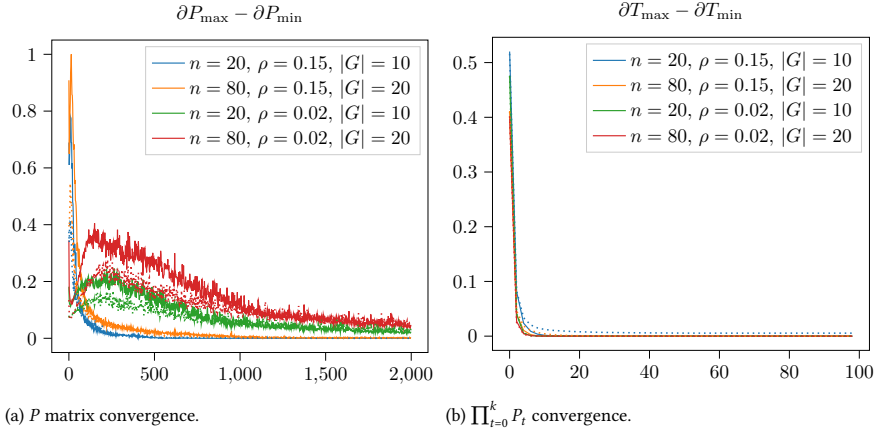 ∂P_max − ∂P_min
1
0.8
0.6
0.4
0.2
0
n = 20, ρ = 0.15, |G| = 10
n = 80, ρ = 0.15, |G| = 20
n = 20, ρ = 0.02, |G| = 10
n = 80, ρ = 0.02, |G| = 20
0 500 1,000 1,500 2,000
(a) P matrix convergence.
∂T_max − ∂T_min
0.5
0.4
0.3
0.2
0.1
0
n = 20, ρ = 0.15, |G| = 10
n = 80, ρ = 0.15, |G| = 20
n = 20, ρ = 0.02, |G| = 10
n = 80, ρ = 0.02, |G| = 20
0 20 40 60 80 100
(b) ∏_{t=0}^{k} P_t convergence.